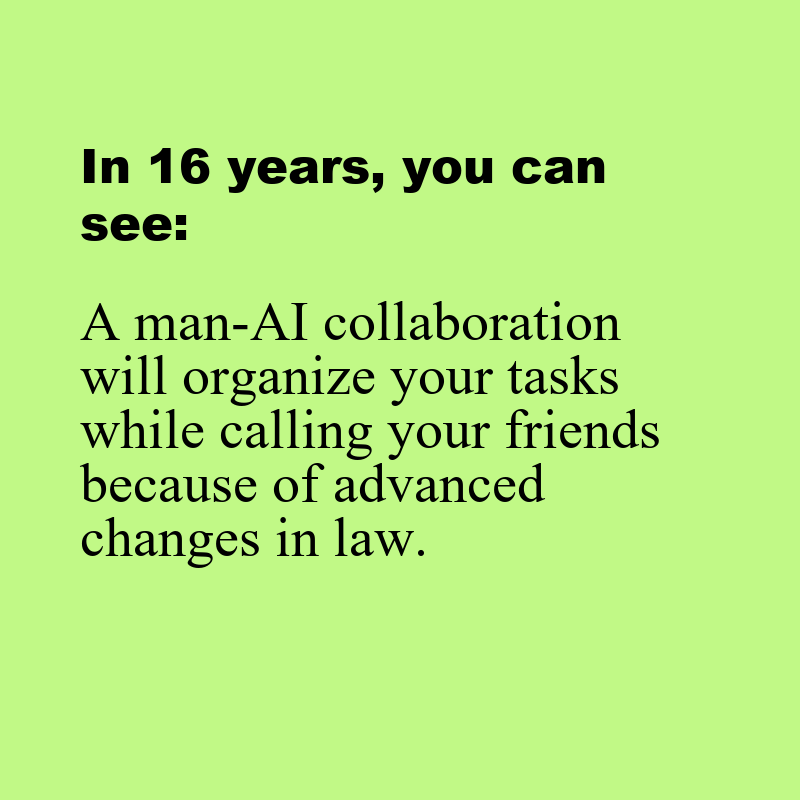 In 16 years, you can
see:
A man-AI collaboration
will organize your tasks
while calling your friends
because of advanced
changes in law.